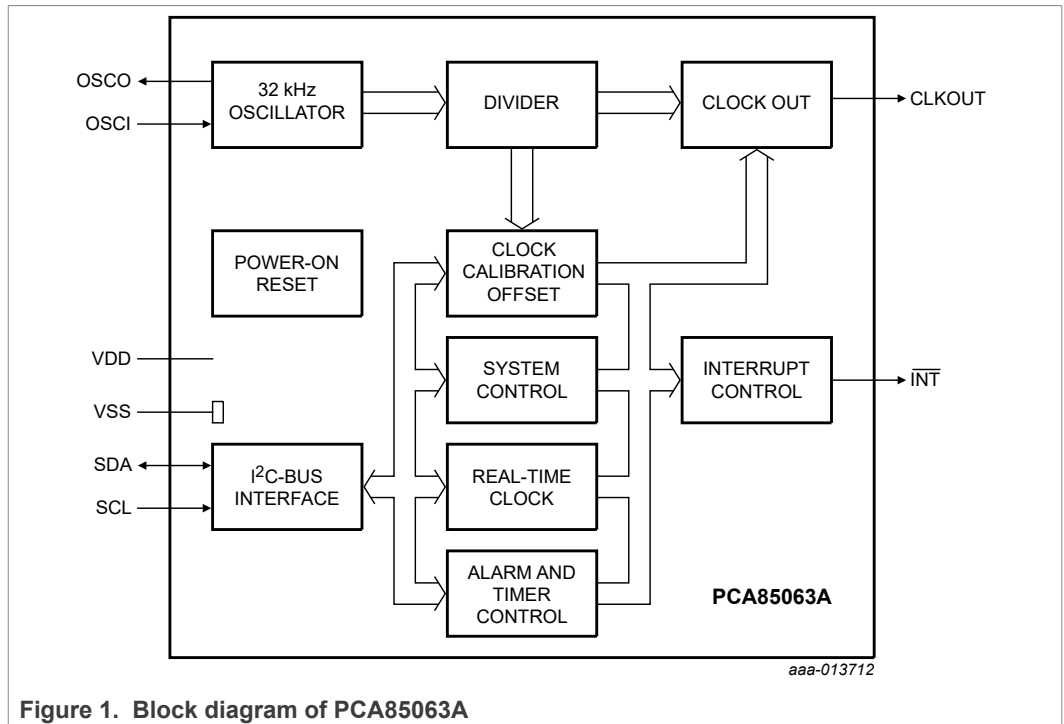 OSCO
OSCI
32 kHz
OSCILLATOR
DIVIDER
CLOCK OUT
CLKOUT
POWER-ON
RESET
CLOCK
CALIBRATION
OFFSET
VDD
VSS
SYSTEM
CONTROL
INTERRUPT
CONTROL
INT
SDA
SCL
I2C-BUS
INTERFACE
REAL-TIME
CLOCK
ALARM AND
TIMER
CONTROL
PCA85063A
aaa-013712
Figure 1. Block diagram of PCA85063A